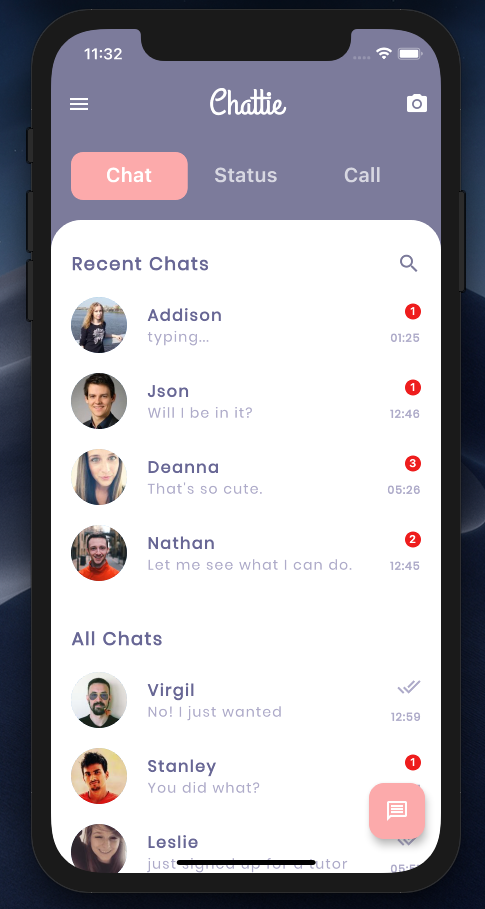 11:32
Chattie
Chat Status Call
Recent Chats
Addison 1
typing... 01:25
Json 1
Will I be in it? 12:46
Deanna 3
That's so cute. 05:26
Nathan 2
Let me see what I can do. 12:45
All Chats
Virgil
No! I just wanted 12:59
Stanley 1
You did what?
Leslie
just signed up for a tutor